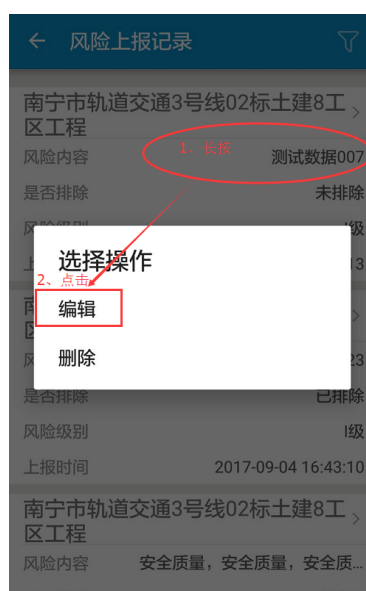 风险上报记录
南宁市轨道交通3号线02标土建8工
区工程
风险内容 1、长按 测试数据007
是否排除 未排除
级
选择操作
2、点击
编辑
删除
是否排除 已排除
风险级别 I级
上报时间 2017-09-04 16:43:10
南宁市轨道交通3号线02标土建8工
区工程
风险内容 安全质量，安全质量，安全质...